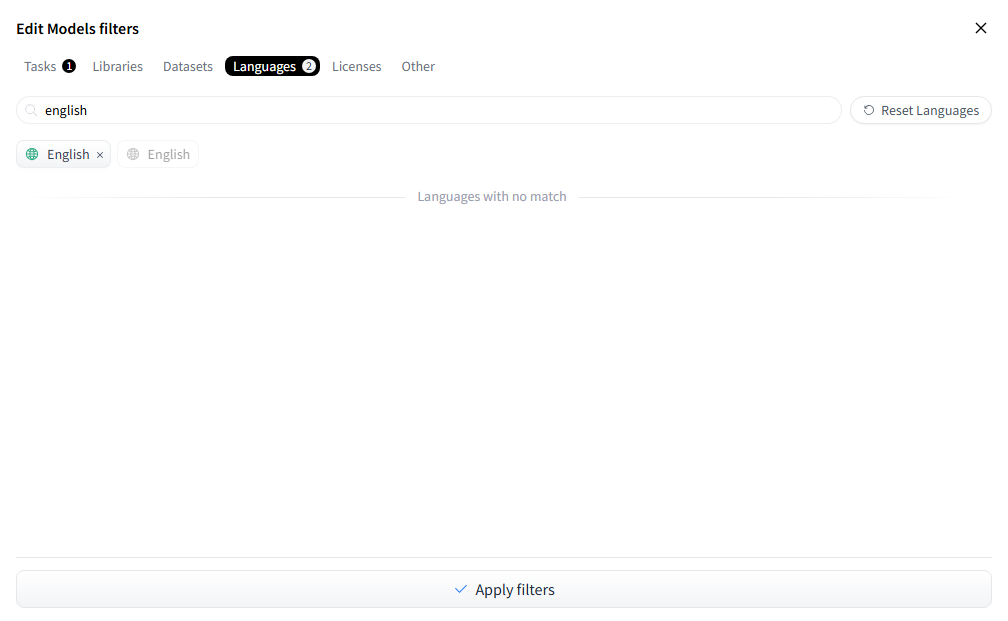 Edit Models filters
Tasks 1 Libraries Datasets Languages 2 Licenses Other
english Reset Languages
English × English
Languages with no match
Apply filters